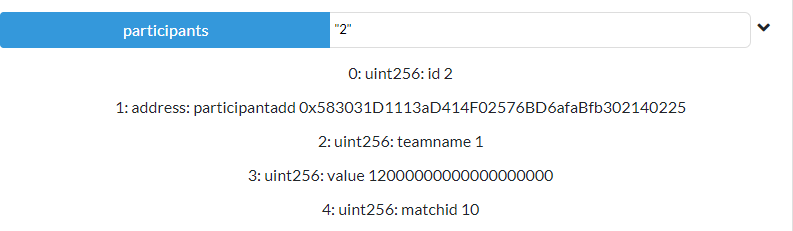 participants "2"
0: uint256: id 2
1: address: participantadd 0x583031D1113aD414F02576BD6afaBfb302140225
2: uint256: teamname 1
3: uint256: value 12000000000000000000
4: uint256: matchid 10